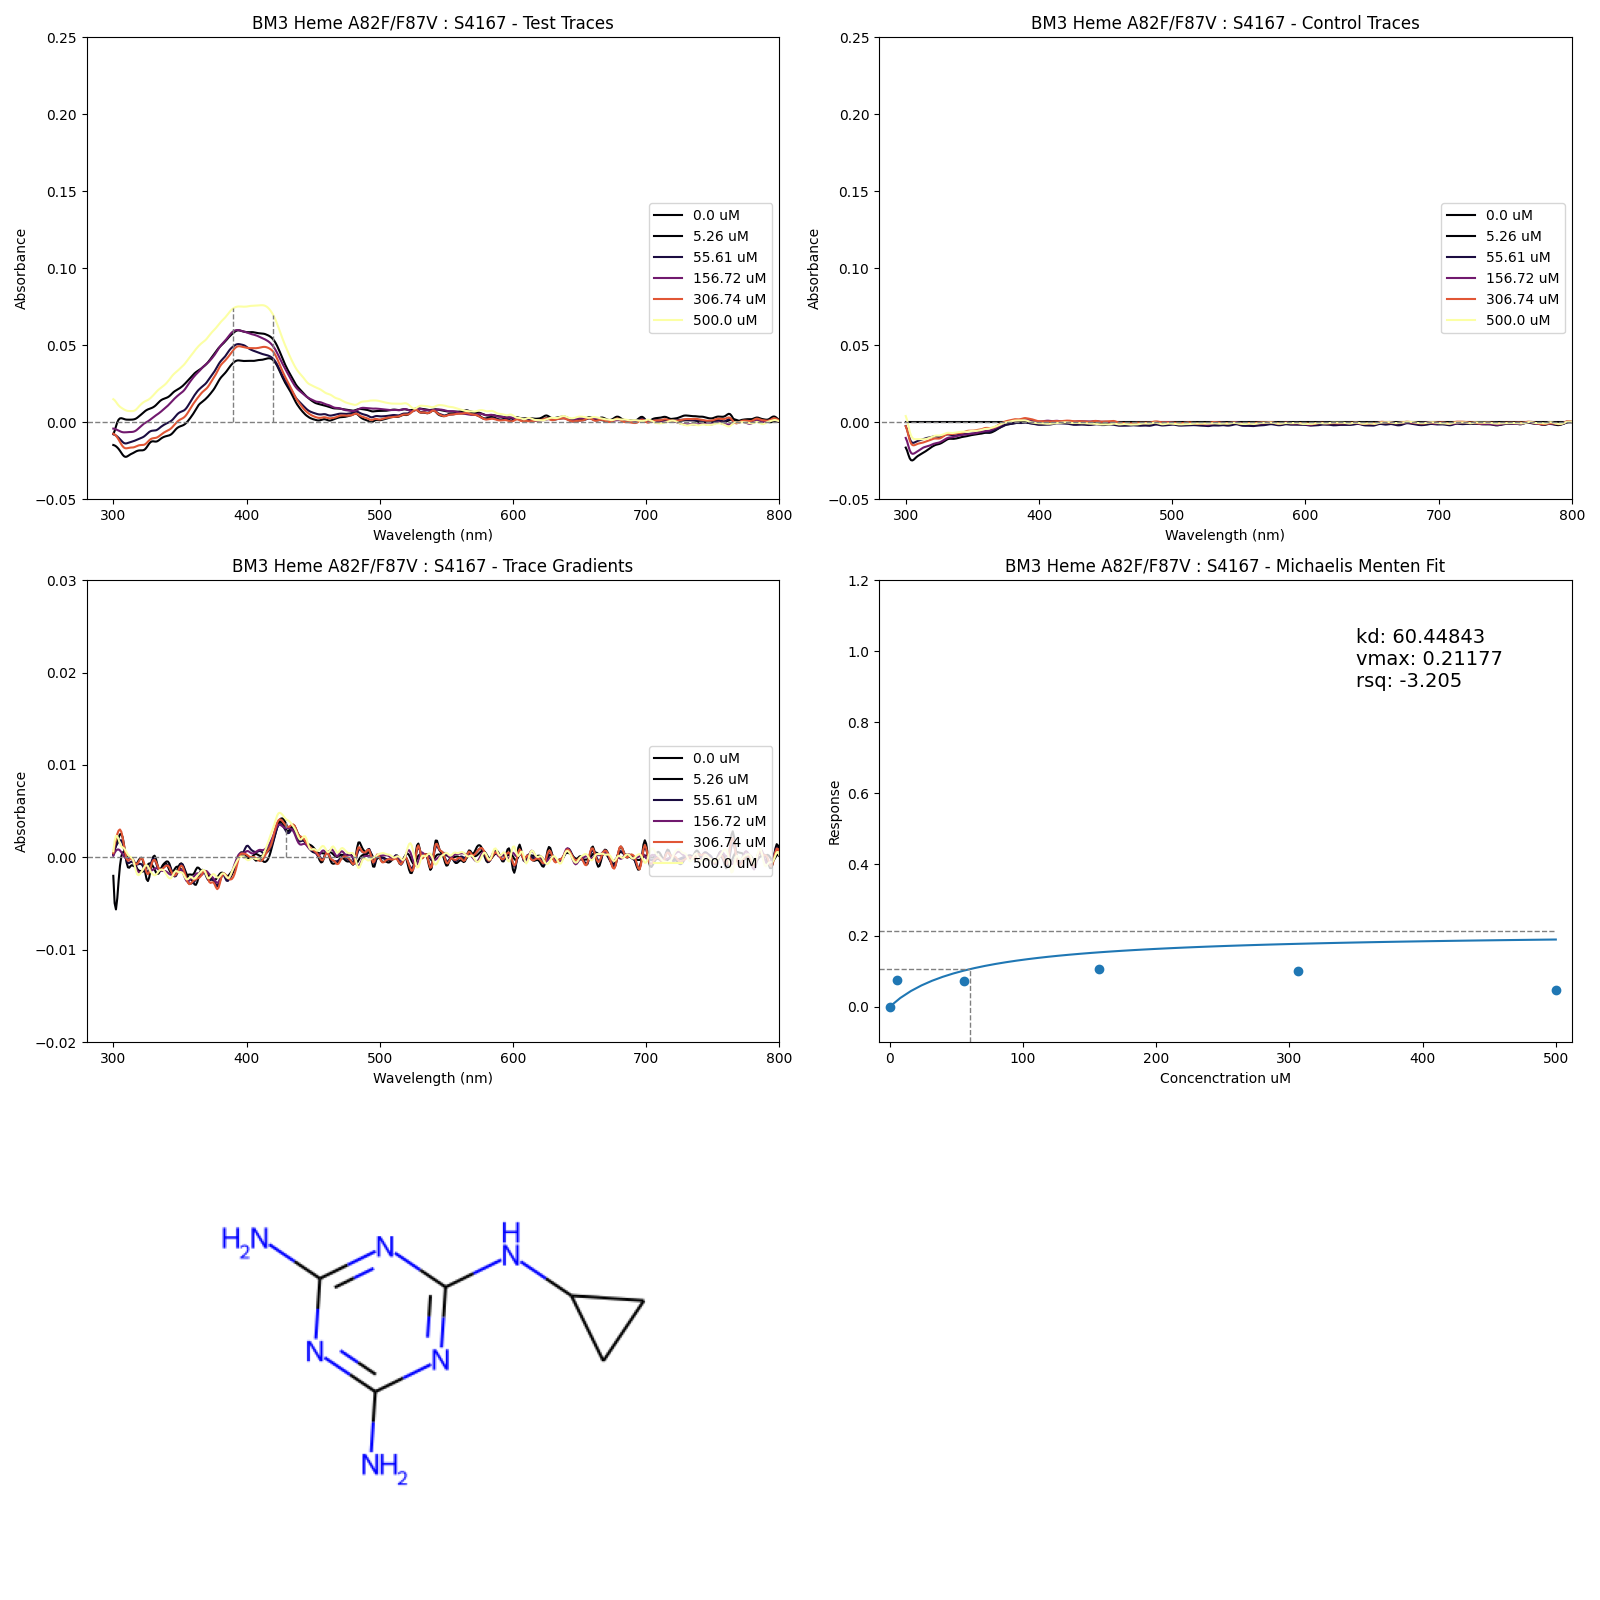 BM3 Heme A82F/F87V : S4167 - Test Traces
0.25
0.20
0.15
0.10
0.05
0.00
−0.05
Absorbance
300 400 500 600 700 800
Wavelength (nm)
0.0 uM
5.26 uM
55.61 uM
156.72 uM
306.74 uM
500.0 uM
BM3 Heme A82F/F87V : S4167 - Control Traces
0.25
0.20
0.15
0.10
0.05
0.00
−0.05
Absorbance
300 400 500 600 700 800
Wavelength (nm)
0.0 uM
5.26 uM
55.61 uM
156.72 uM
306.74 uM
500.0 uM
BM3 Heme A82F/F87V : S4167 - Trace Gradients
0.03
0.02
0.01
0.00
−0.01
−0.02
Absorbance
300 400 500 600 700 800
Wavelength (nm)
0.0 uM
5.26 uM
55.61 uM
156.72 uM
306.74 uM
500.0 uM
BM3 Heme A82F/F87V : S4167 - Michaelis Menten Fit
1.2
1.0
0.8
0.6
0.4
0.2
0.0
Response
0 100 200 300 400 500
Concenctration uM
kd: 60.44843
vmax: 0.21177
rsq: -3.205
H2N
N
H
N
N
N
NH2